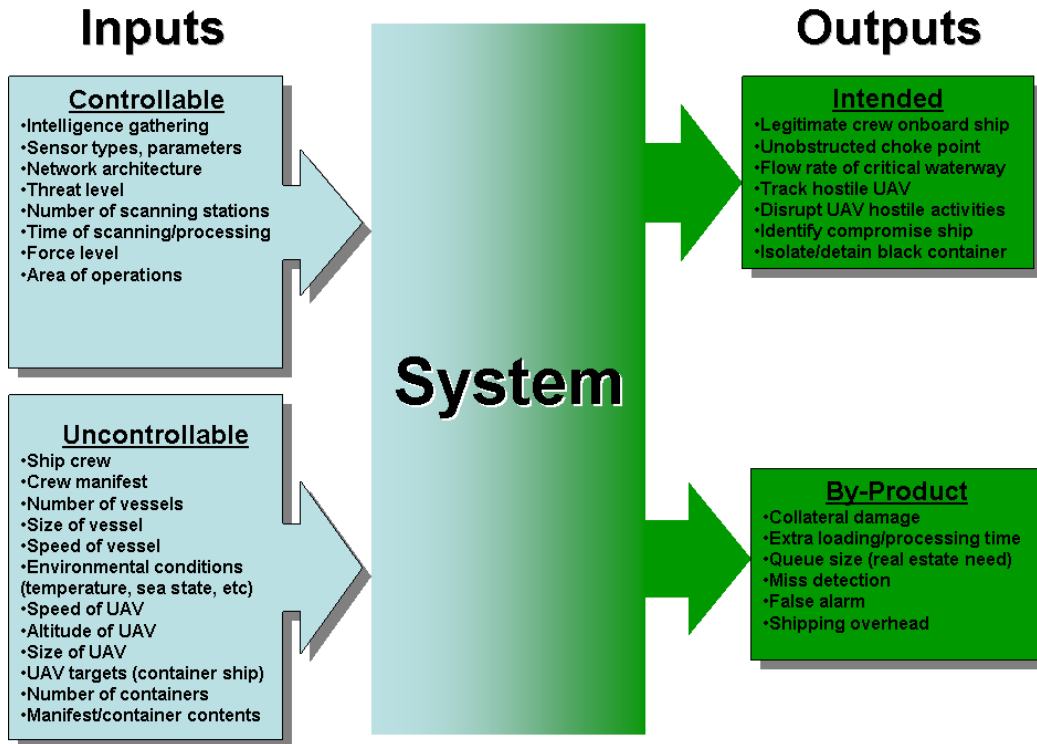 Inputs
Controllable
•Intelligence gathering
•Sensor types, parameters
•Network architecture
•Threat level
•Number of scanning stations
•Time of scanning/processing
•Force level
•Area of operations
Uncontrollable
•Ship crew
•Crew manifest
•Number of vessels
•Size of vessel
•Speed of vessel
•Environmental conditions
(temperature, sea state, etc)
•Speed of UAV
•Altitude of UAV
•Size of UAV
•UAV targets (container ship)
•Number of containers
•Manifest/container contents
System
Outputs
Intended
•Legitimate crew onboard ship
•Unobstructed choke point
•Flow rate of critical waterway
•Track hostile UAV
•Disrupt UAV hostile activities
•Identify compromise ship
•Isolate/detain black container
By-Product
•Collateral damage
•Extra loading/processing time
•Queue size (real estate need)
•Miss detection
•False alarm
•Shipping overhead